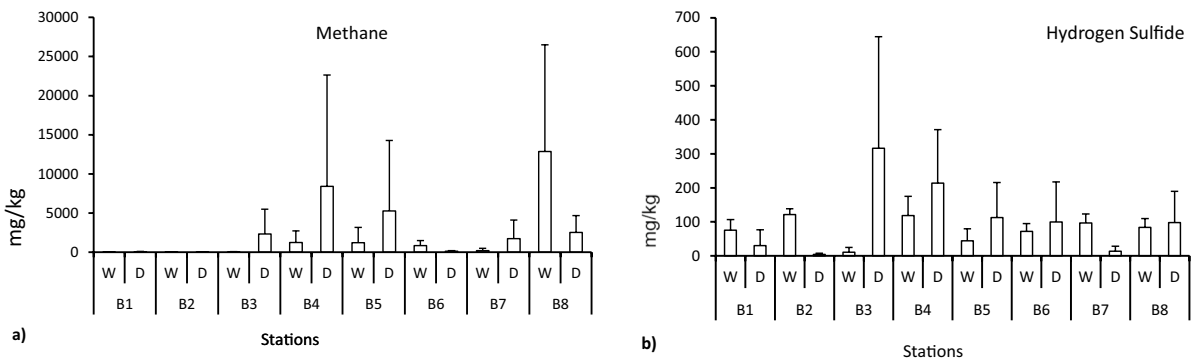 Methane
30000
25000
20000
15000
10000
5000
0
mg/kg
W D W D W D W D W D W D W D W D
B1 B2 B3 B4 B5 B6 B7 B8
a)
Stations
Hydrogen Sulfide
700
600
500
400
300
200
100
0
mg/kg
W D W D W D W D W D W D W D W D
B1 B2 B3 B4 B5 B6 B7 B8
b)
Stations